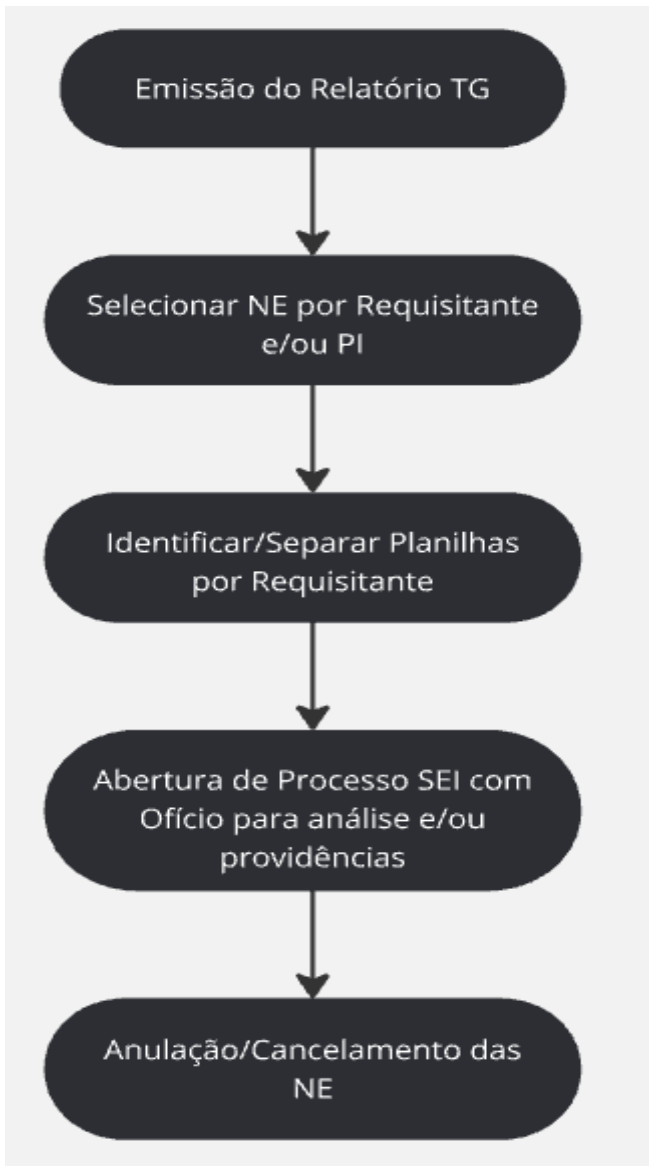 Emissão do Relatório TG
Selecionar NE por Requisitante
e/ou PI
Identificar/Separar Planilhas
por Requisitante
Abertura de Processo SEI com
Ofício para análise e/ou
providências
Anulação/Cancelamento das
NE